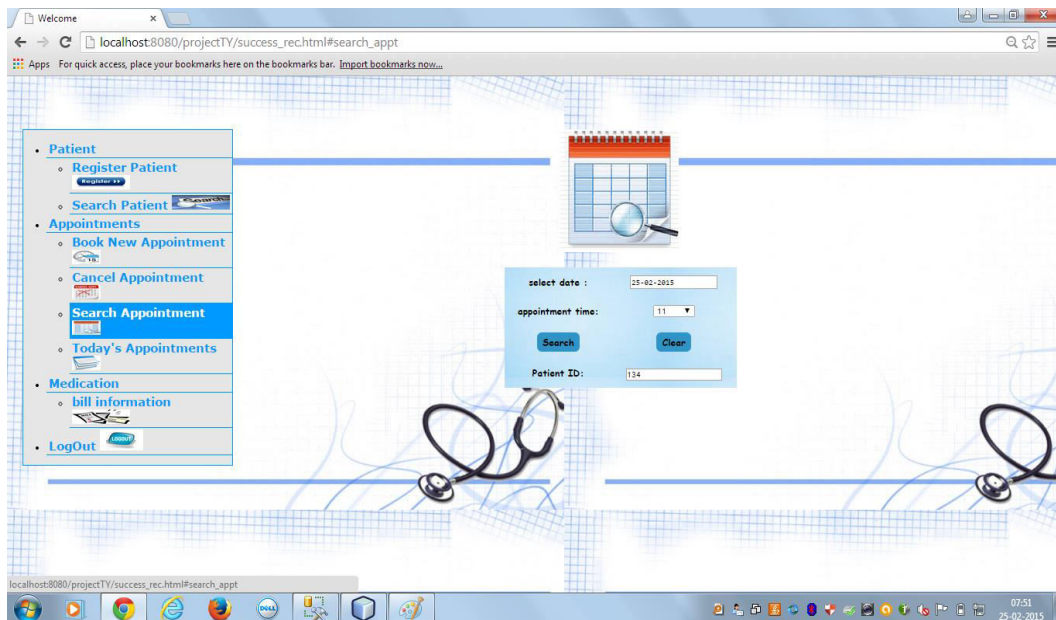 Welcome
localhost:8080/projectTY/success_rec.html#search_appt
Apps For quick access, place your bookmarks here on the bookmarks bar. Import bookmarks now...
Patient
Register Patient
Register >>
Search Patient Search
Appointments
Book New Appointment
Cancel Appointment
Search Appointment
Today's Appointments
Medication
bill information
LogOut LOGOUT
select date : 25-02-2015
appointment time: 11
Search Clear
Patient ID: 134
localhost:8080/projectTY/success_rec.html#search_appt
DELL
07:51
25-02-2015